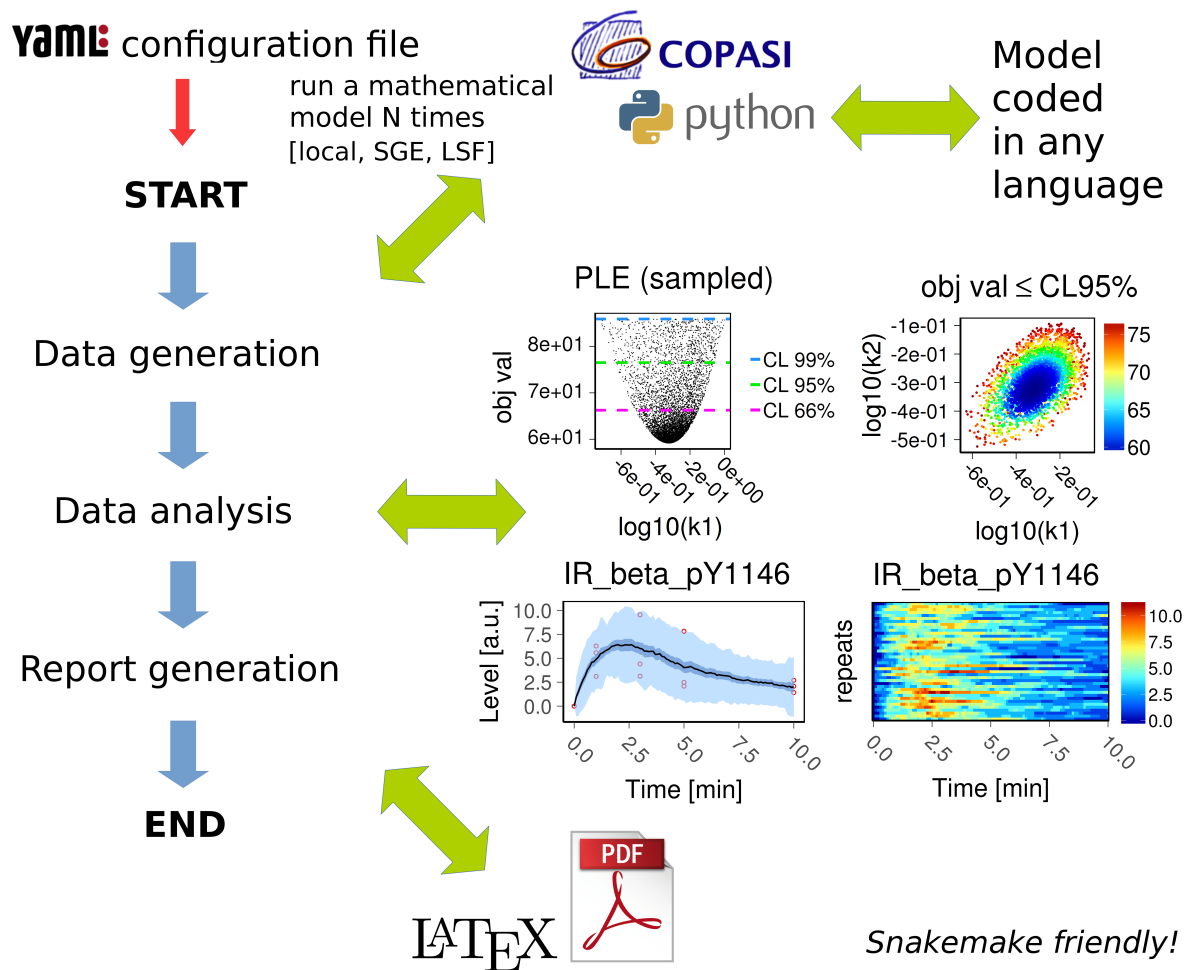 YAML: configuration file
run a mathematical
model N times
[local, SGE, LSF]
COPASI
python
Model
coded
in any
language
START
Data generation
Data analysis
Report generation
END
PLE (sampled)
obj val
8e+01
7e+01
6e+01
-6e-01
-4e-01
-2e-01
0e+00
log10(k1)
CL 99%
CL 95%
CL 66%
obj val ≤ CL95%
log10(k2)
-1e-01
-2e-01
-3e-01
-4e-01
-5e-01
-6e-01
-4e-01
-2e-01
log10(k1)
75
70
65
60
IR_beta_pY1146
Level [a.u.]
10.0
7.5
5.0
2.5
0.0
0.0
2.5
5.0
7.5
10.0
Time [min]
IR_beta_pY1146
repeats
0.0
2.5
5.0
7.5
10.0
Time [min]
10.0
7.5
5.0
2.5
0.0
PDF
LATEX
Snakemake friendly!